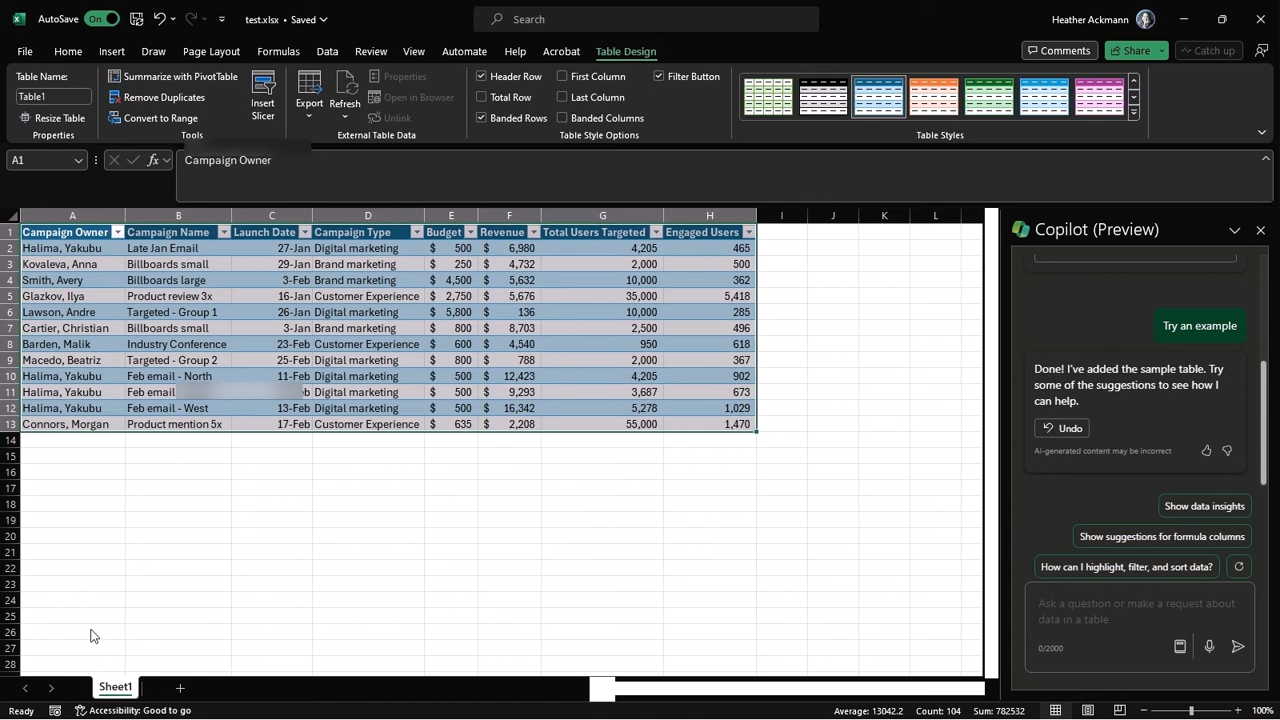 AutoSave On test.xlsx • Saved Search Heather Ackmann
File Home Insert Draw Page Layout Formulas Data Review View Automate Help Acrobat Table Design Comments Share Catch up
Table Name: Summarize with PivotTable Properties Header Row First Column Filter Button
Table1 Remove Duplicates Insert Slicer Export Refresh Open in Browser Total Row Last Column
Resize Table Convert to Range Unlink Banded Rows Banded Columns
Properties Tools External Table Data Table Style Options Table Styles
A1 fx Campaign Owner
A B C D E F G H I J K L
1 Campaign Owner Campaign Name Launch Date Campaign Type Budget Revenue Total Users Targeted Engaged Users
2 Halima, Yakubu Late Jan Email 27-Jan Digital marketing $ 500 $ 6,980 4,205 465
3 Kovaleva, Anna Billboards small 29-Jan Brand marketing $ 250 $ 4,732 2,000 500
4 Smith, Avery Billboards large 3-Feb Brand marketing $ 4,500 $ 5,632 10,000 362
5 Glazkov, Ilya Product review 3x 16-Jan Customer Experience $ 2,750 $ 5,676 35,000 5,418
6 Lawson, Andre Targeted - Group 1 26-Jan Digital marketing $ 5,800 $ 136 10,000 285
7 Cartier, Christian Billboards small 3-Jan Brand marketing $ 800 $ 8,703 2,500 496
8 Barden, Malik Industry Conference 23-Feb Customer Experience $ 600 $ 4,540 950 618
9 Macedo, Beatriz Targeted - Group 2 25-Feb Digital marketing $ 800 $ 788 2,000 367
10 Halima, Yakubu Feb email - North 11-Feb Digital marketing $ 500 $ 12,423 4,205 902
11 Halima, Yakubu Feb email Digital marketing $ 500 $ 9,293 3,687 673
12 Halima, Yakubu Feb email - West 13-Feb Digital marketing $ 500 $ 16,342 5,278 1,029
13 Connors, Morgan Product mention 5x 17-Feb Customer Experience $ 635 $ 2,208 55,000 1,470
14
15
16
17
18
19
20
21
22
23
24
25
26
27
28
Copilot (Preview)
Try an example
Done! I've added the sample table. Try
some of the suggestions to see how I
can help.
Undo
AI-generated content may be incorrect
Show data insights
Show suggestions for formula columns
How can I highlight, filter, and sort data?
Ask a question or make a request about
data in a table
0/2000
Sheet1
Ready Accessibility: Good to go Average: 13042.2 Count: 104 Sum: 782532 100%